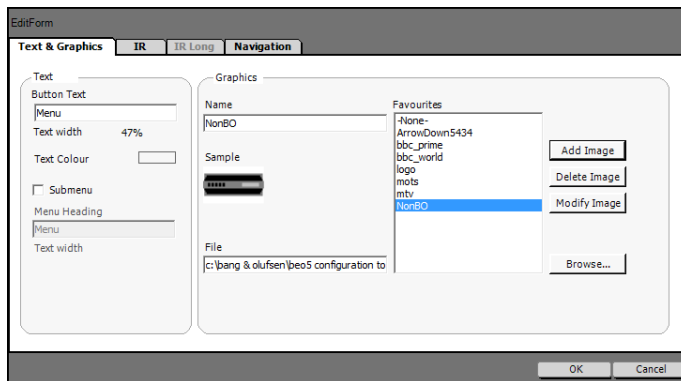 EditForm
Text & Graphics IR IR Long Navigation
Text
Button Text
Menu
Text width 47%
Text Colour
Submenu
Menu Heading
Menu
Text width
Graphics
Name
NonBO
Sample
File
c:\bang & olufsen\beo5 configuration to
Favourites
-None-
ArrowDown5434
bbc_prime
bbc_world
logo
mots
mtv
NonBO
Add Image
Delete Image
Modify Image
Browse...
OK Cancel